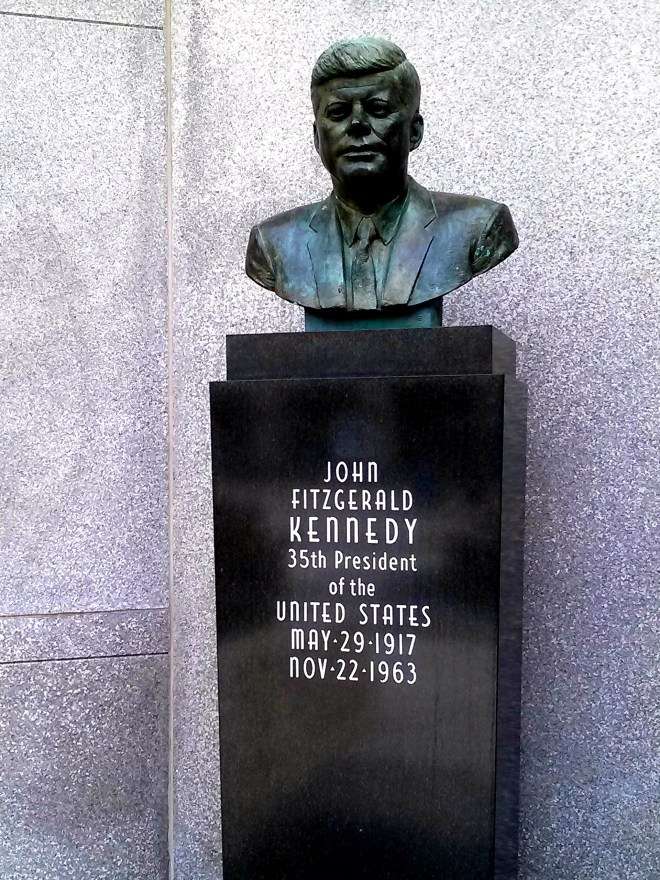 JOHN
FITZGERALD
KENNEDY
35th President
of the
UNITED STATES
MAY·29·1917
NOV·22·1963